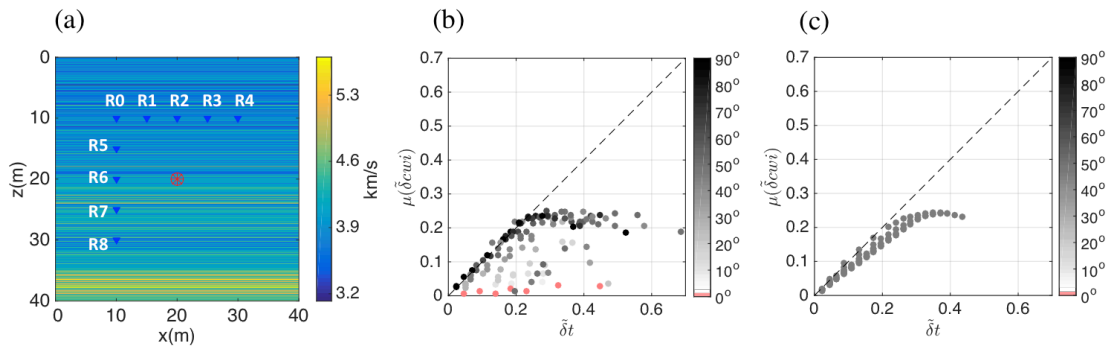 (a)
(b)
(c)
0
10
20
30
40
z(m)
R0 R1 R2 R3 R4
R5
R6
R7
R8
0 10 20 30 40
x(m)
5.3
4.6
3.9
3.2
km/s
0.7
0.6
0.5
0.4
0.3
0.2
0.1
0
μ(δ̃cwi)
0 0.2 0.4 0.6
δ̃t
90°
80°
70°
60°
50°
40°
30°
20°
10°
0°
0.7
0.6
0.5
0.4
0.3
0.2
0.1
0
μ(δ̃cwi)
0 0.2 0.4 0.6
δ̃t
90°
80°
70°
60°
50°
40°
30°
20°
10°
0°